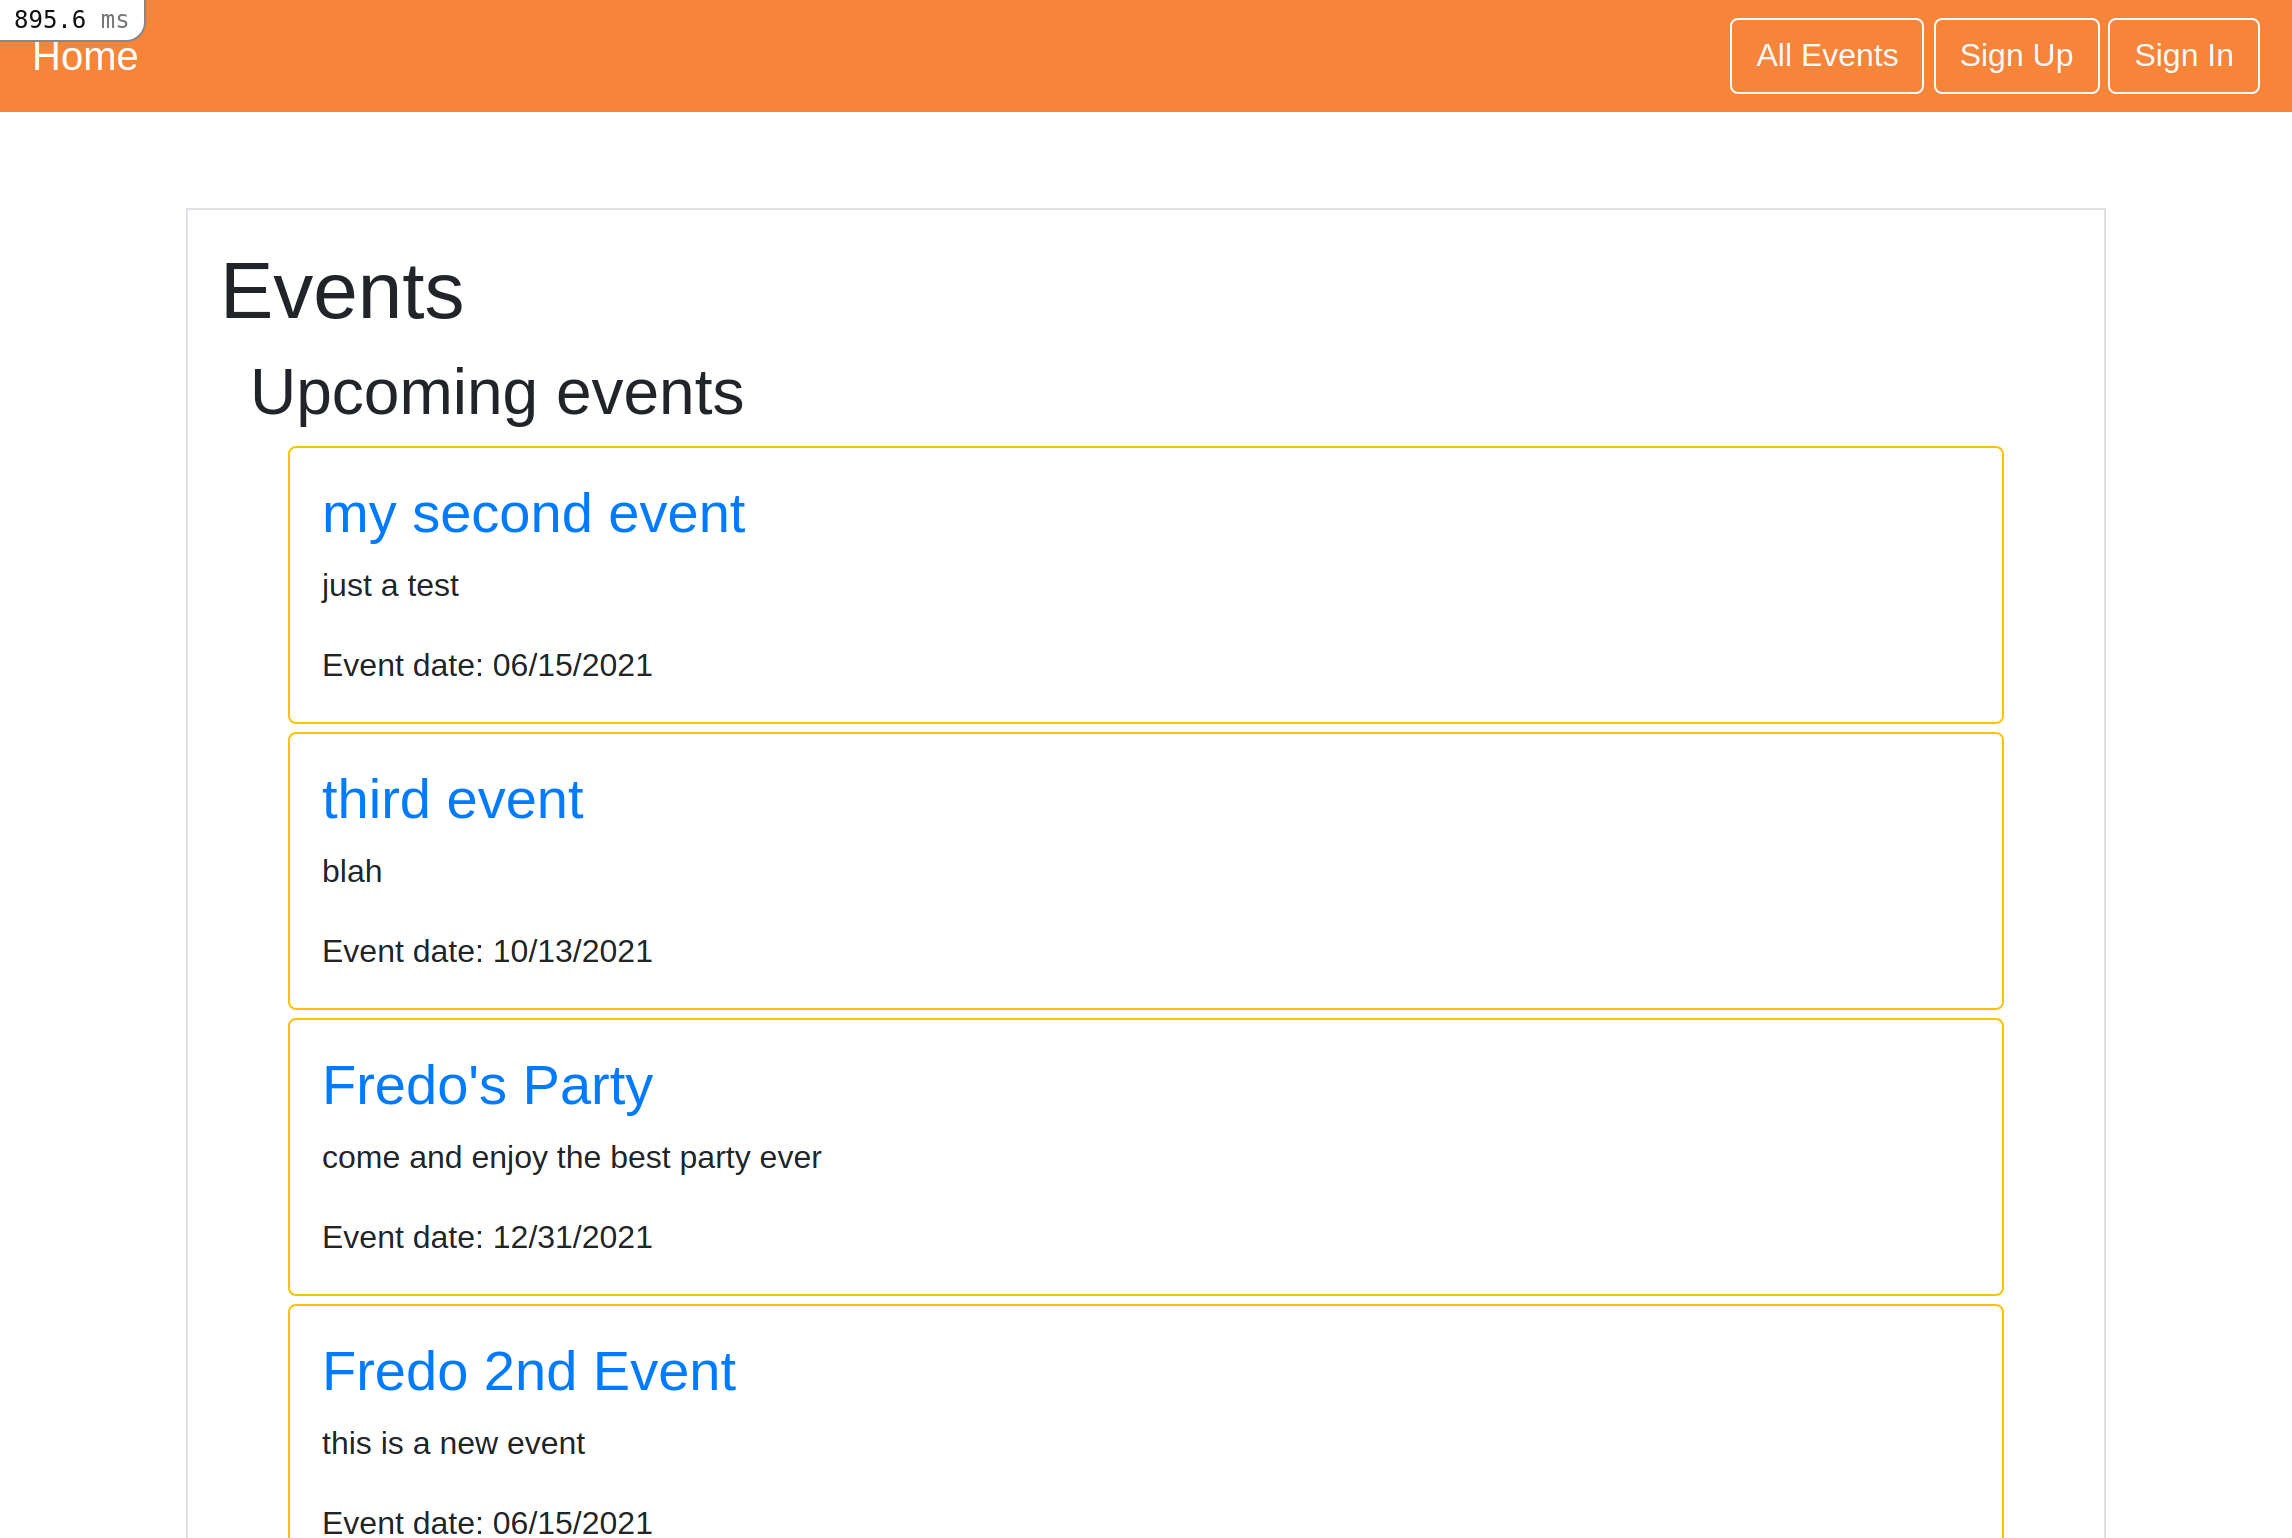 895.6 ms
Home
All Events
Sign Up
Sign In
Events
Upcoming events
my second event
just a test
Event date: 06/15/2021
third event
blah
Event date: 10/13/2021
Fredo's Party
come and enjoy the best party ever
Event date: 12/31/2021
Fredo 2nd Event
this is a new event
Event date: 06/15/2021